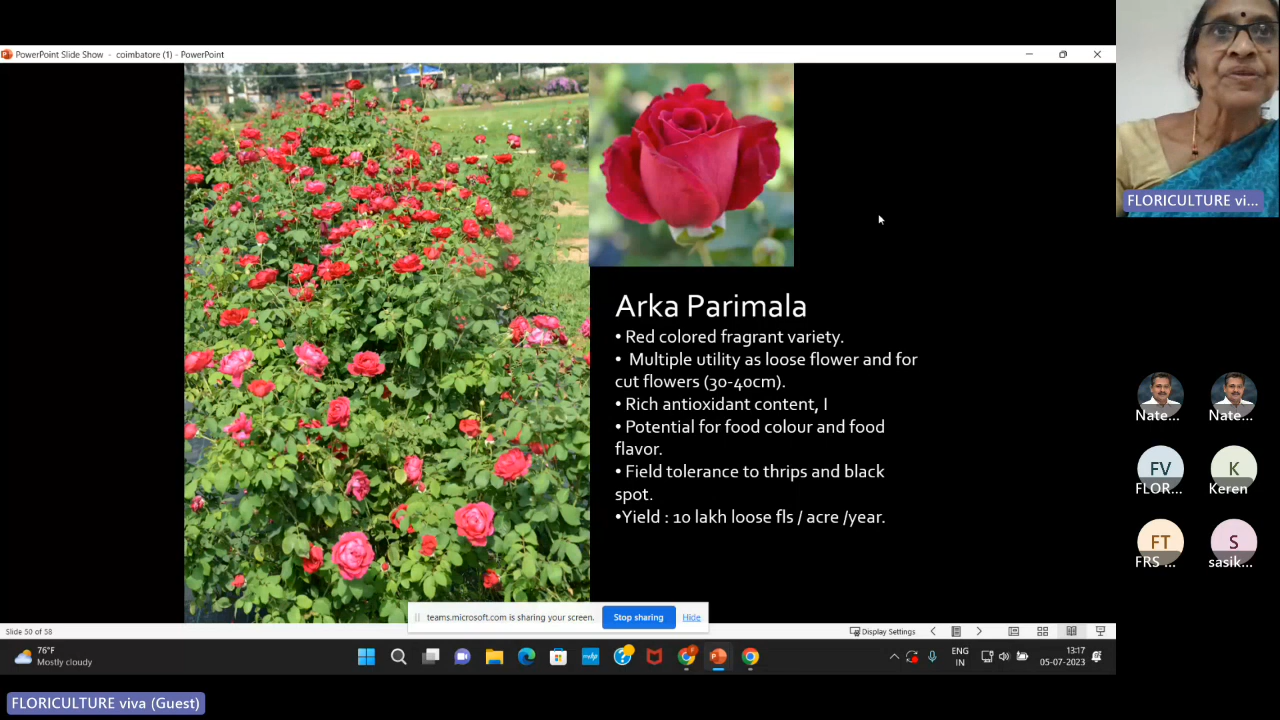 PowerPoint Slide Show - coimbatore (1) - PowerPoint
FLORICULTURE vi...
Arka Parimala
• Red colored fragrant variety.
• Multiple utility as loose flower and for
cut flowers (30-40cm).
• Rich antioxidant content, I
• Potential for food colour and food
flavor.
• Field tolerance to thrips and black
spot.
•Yield : 10 lakh loose fls / acre /year.
Nate...
Nate...
FV
FLOR...
K
Keren
FT
FRS ...
S
sasik...
teams.microsoft.com is sharing your screen.
Stop sharing
Hide
Slide 50 of 58
Display Settings
76°F
Mostly cloudy
ENG
IN
13:17
05-07-2023
FLORICULTURE viva (Guest)